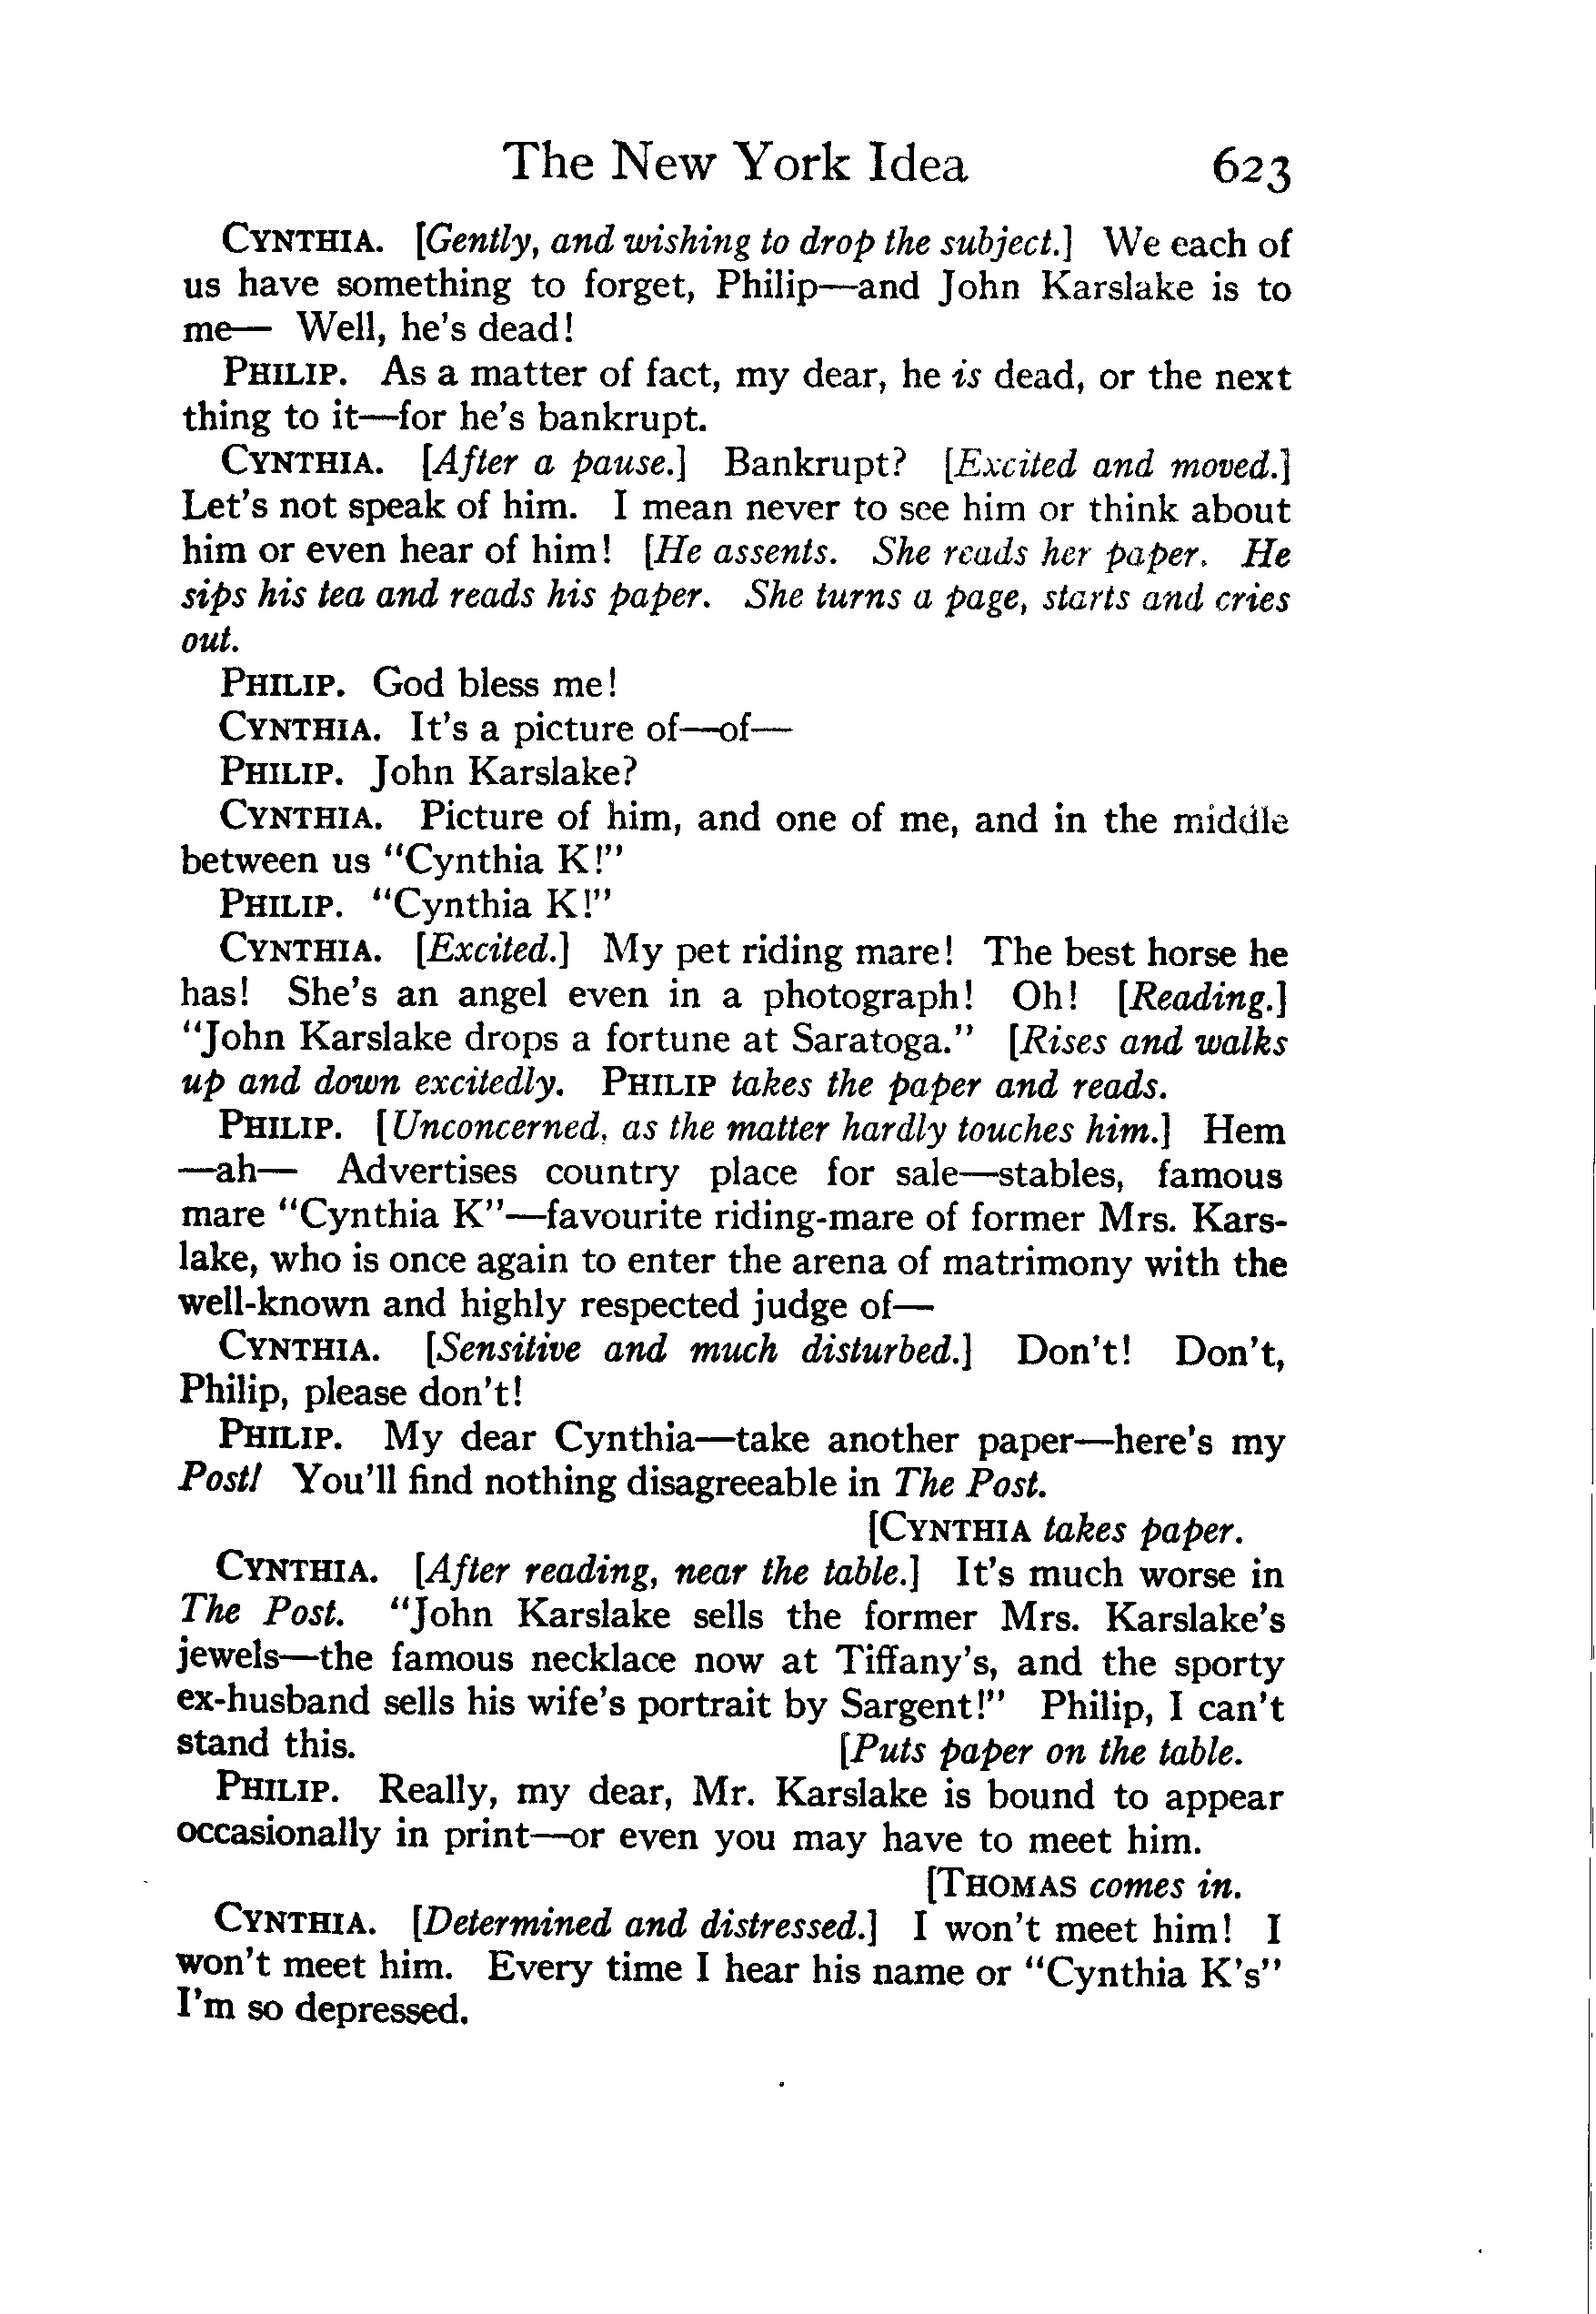 The New York Idea 623
CYNTHIA. [Gently, and wishing to drop the subject.] We each of
us have something to forget, Philip—and John Karslake is to
me— Well, he's dead!
PHILIP. As a matter of fact, my dear, he is dead, or the next
thing to it—for he's bankrupt.
CYNTHIA. [After a pause.] Bankrupt? [Excited and moved.]
Let's not speak of him. I mean never to see him or think about
him or even hear of him! [He assents. She reads her paper. He
sips his tea and reads his paper. She turns a page, starts and cries
out.
PHILIP. God bless me!
CYNTHIA. It's a picture of—of—
PHILIP. John Karslake?
CYNTHIA. Picture of him, and one of me, and in the middle
between us "Cynthia K!"
PHILIP. "Cynthia K!"
CYNTHIA. [Excited.] My pet riding mare! The best horse he
has! She's an angel even in a photograph! Oh! [Reading.]
"John Karslake drops a fortune at Saratoga." [Rises and walks
up and down excitedly. PHILIP takes the paper and reads.
PHILIP. [Unconcerned, as the matter hardly touches him.] Hem
—ah— Advertises country place for sale—stables, famous
mare "Cynthia K"—favourite riding-mare of former Mrs. Kars-
lake, who is once again to enter the arena of matrimony with the
well-known and highly respected judge of—
CYNTHIA. [Sensitive and much disturbed.] Don't! Don't,
Philip, please don't!
PHILIP. My dear Cynthia—take another paper—here's my
Post! You'll find nothing disagreeable in The Post.
[CYNTHIA takes paper.
CYNTHIA. [After reading, near the table.] It's much worse in
The Post. "John Karslake sells the former Mrs. Karslake's
jewels—the famous necklace now at Tiffany's, and the sporty
ex-husband sells his wife's portrait by Sargent!" Philip, I can't
stand this. [Puts paper on the table.
PHILIP. Really, my dear, Mr. Karslake is bound to appear
occasionally in print—or even you may have to meet him.
[THOMAS comes in.
CYNTHIA. [Determined and distressed.] I won't meet him! I
won't meet him. Every time I hear his name or "Cynthia K's"
I'm so depressed.